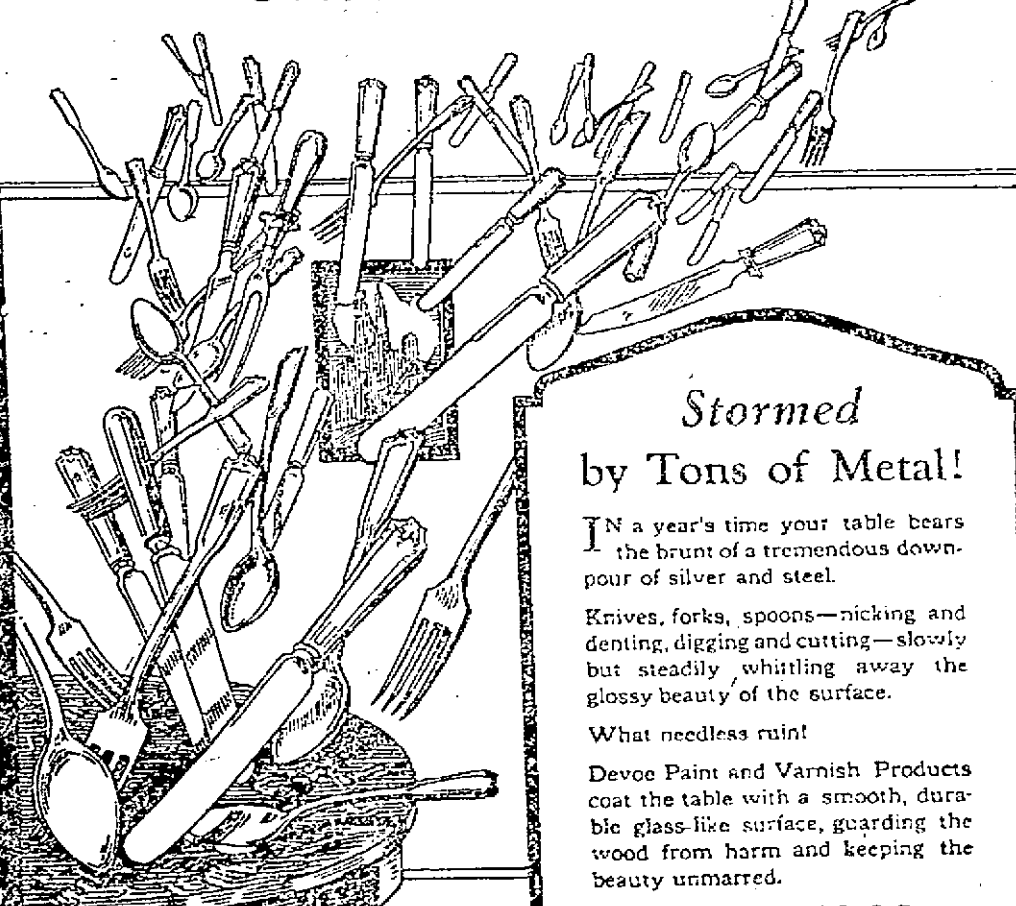 Stormed
by Tons of Metal!
IN a year's time your table bears
the brunt of a tremendous down-
pour of silver and steel.
Knives, forks, spoons—nicking and
denting, digging and cutting—slowly
but steadily whittling away the
glossy beauty of the surface.
What needless ruin!
Devoe Paint and Varnish Products
coat the table with a smooth, dura-
ble glass-like surface, guarding the
wood from harm and keeping the
beauty unmarred.